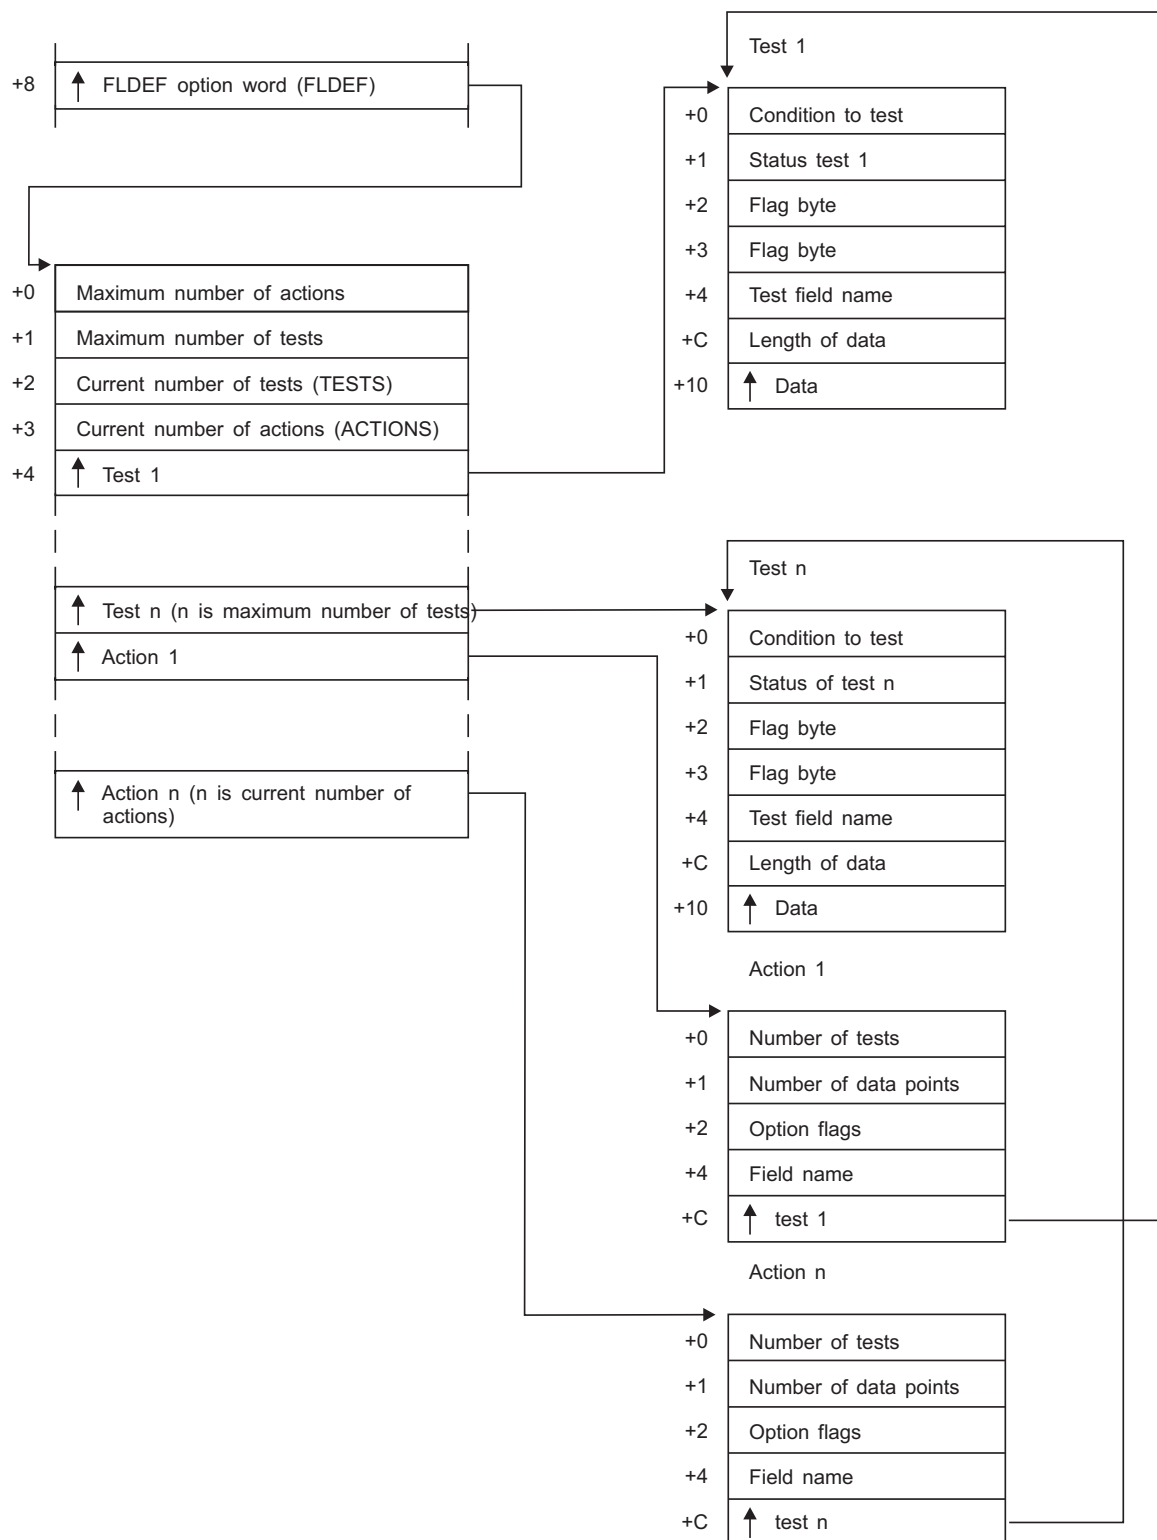 +8 ↑ FLDEF option word (FLDEF)
+0 Maximum number of actions
+1 Maximum number of tests
+2 Current number of tests (TESTS)
+3 Current number of actions (ACTIONS)
+4 ↑ Test 1
↑ Test n (n is maximum number of tests)
↑ Action 1
↑ Action n (n is current number of
actions)
Test 1
+0 Condition to test
+1 Status test 1
+2 Flag byte
+3 Flag byte
+4 Test field name
+C Length of data
+10 ↑ Data
Test n
+0 Condition to test
+1 Status of test n
+2 Flag byte
+3 Flag byte
+4 Test field name
+C Length of data
+10 ↑ Data
Action 1
+0 Number of tests
+1 Number of data points
+2 Option flags
+4 Field name
+C ↑ test 1
Action n
+0 Number of tests
+1 Number of data points
+2 Option flags
+4 Field name
+C ↑ test n